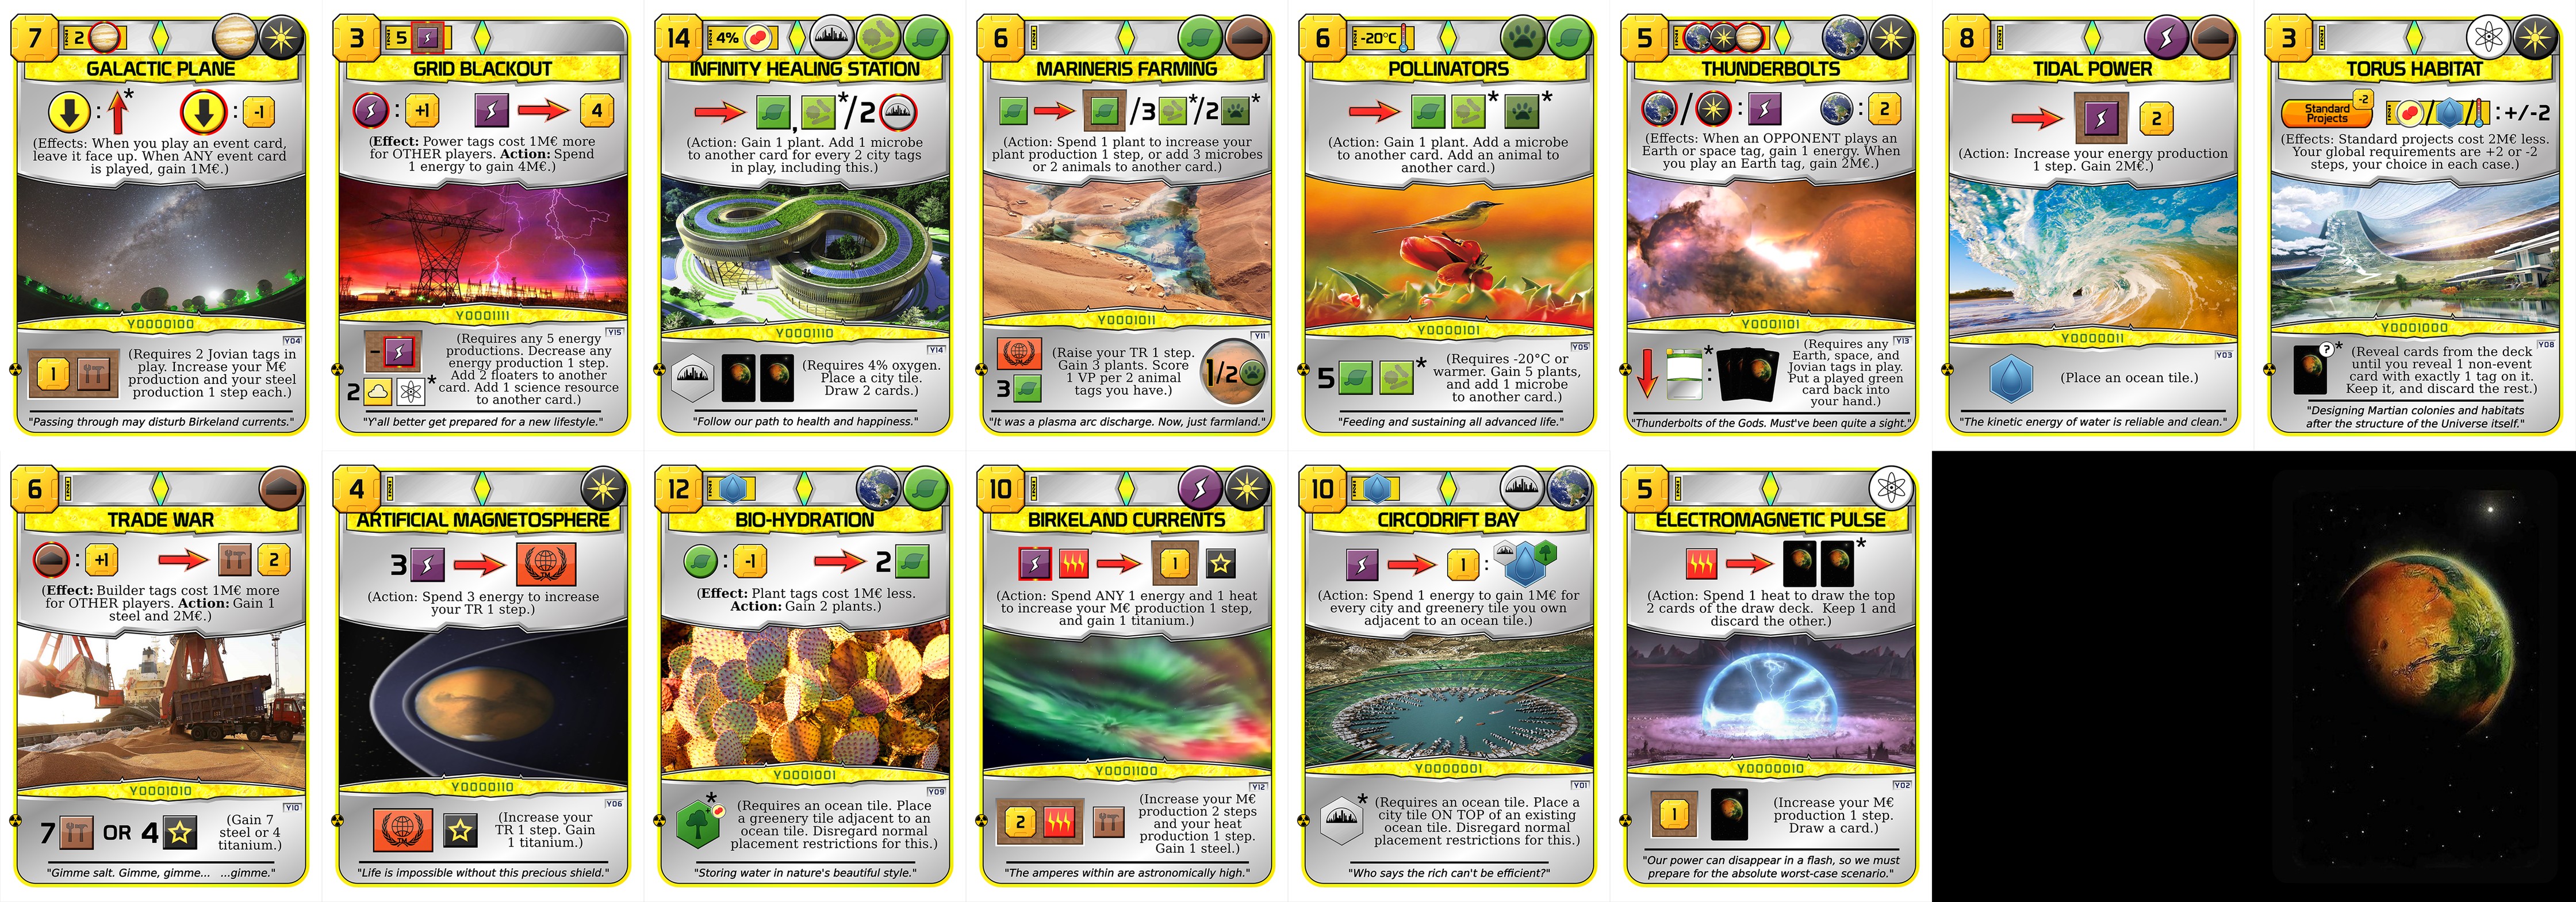 7
2
GALACTIC PLANE
:
*
: -1
(Effects: When you play an event card,
leave it face up. When ANY event card
is played, gain 1M€.)
Y0000100
Y04
1
(Requires 2 Jovian tags in
play. Increase your M€
production and your steel
production 1 step each.)
"Passing through may disturb Birkeland currents."
3
5
GRID BLACKOUT
: +1
4
(Effect: Power tags cost 1M€ more
for OTHER players. Action: Spend
1 energy to gain 4M€.)
Y0001111
Y15
-
2
*
(Requires any 5 energy
productions. Decrease any
energy production 1 step.
Add 2 floaters to another
card. Add 1 science resource
to another card.)
"Y'all better get prepared for a new lifestyle."
14
4%
INFINITY HEALING STATION
, */2
(Action: Gain 1 plant. Add 1 microbe
to another card for every 2 city tags
in play, including this.)
Y0001110
Y14
(Requires 4% oxygen.
Place a city tile.
Draw 2 cards.)
"Follow our path to health and happiness."
6
MARINERIS FARMING
/3 */2 *
(Action: Spend 1 plant to increase your
plant production 1 step, or add 3 microbes
or 2 animals to another card.)
Y0001011
Y11
3
(Raise your TR 1 step.
Gain 3 plants. Score
1 VP per 2 animal
tags you have.)
1/2
"It was a plasma arc discharge. Now, just farmland."
6
-20°C
POLLINATORS
* *
(Action: Gain 1 plant. Add a microbe
to another card. Add an animal to
another card.)
Y0000101
Y05
5 *
(Requires -20°C or
warmer. Gain 5 plants,
and add 1 microbe
to another card.)
"Feeding and sustaining all advanced life."
5
THUNDERBOLTS
/ : : 2
(Effects: When an OPPONENT plays an
Earth or space tag, gain 1 energy. When
you play an Earth tag, gain 2M€.)
Y0001101
Y13
* :
(Requires any
Earth, space, and
Jovian tags in play.
Put a played green
card back into
your hand.)
"Thunderbolts of the Gods. Must've been quite a sight."
8
TIDAL POWER
2
(Action: Increase your energy production
1 step. Gain 2M€.)
Y0000011
Y03
(Place an ocean tile.)
"The kinetic energy of water is reliable and clean."
3
TORUS HABITAT
Standard
Projects
-2
/ / :+/-2
(Effects: Standard projects cost 2M€ less.
Your global requirements are +2 or -2
steps, your choice in each case.)
Y0001000
Y08
? *
(Reveal cards from the deck
until you reveal 1 non-event
card with exactly 1 tag on it.
Keep it, and discard the rest.)
"Designing Martian colonies and habitats
after the structure of the Universe itself."
6
TRADE WAR
: +1
2
(Effect: Builder tags cost 1M€ more
for OTHER players. Action: Gain 1
steel and 2M€.)
Y0001010
Y10
7 OR 4
(Gain 7
steel or 4
titanium.)
"Gimme salt. Gimme, gimme... ...gimme."
4
ARTIFICIAL MAGNETOSPHERE
3
TM
(Action: Spend 3 energy to increase
your TR 1 step.)
Y0000110
Y06
TM
(Increase your
TR 1 step. Gain
1 titanium.)
"Life is impossible without this precious shield."
12
BIO-HYDRATION
: -1
2
(Effect: Plant tags cost 1M€ less.
Action: Gain 2 plants.)
Y0001001
Y09
*
(Requires an ocean tile. Place
a greenery tile adjacent to an
ocean tile. Disregard normal
placement restrictions for this.)
"Storing water in nature's beautiful style."
10
BIRKELAND CURRENTS
1
(Action: Spend ANY 1 energy and 1 heat
to increase your M€ production 1 step,
and gain 1 titanium.)
Y0001100
Y12
2
(Increase your M€
production 2 steps
and your heat
production 1 step.
Gain 1 steel.)
"The amperes within are astronomically high."
10
CIRCODRIFT BAY
1 :
(Action: Spend 1 energy to gain 1M€ for
every city and greenery tile you own
adjacent to an ocean tile.)
Y0000001
Y01
*
(Requires an ocean tile. Place a
city tile ON TOP of an existing
ocean tile. Disregard normal
placement restrictions for this.)
"Who says the rich can't be efficient?"
5
ELECTROMAGNETIC PULSE
*
(Action: Spend 1 heat to draw the top
2 cards of the draw deck. Keep 1 and
discard the other.)
Y0000010
Y02
1
(Increase your M€
production 1 step.
Draw a card.)
"Our power can disappear in a flash, so we must
prepare for the absolute worst-case scenario."